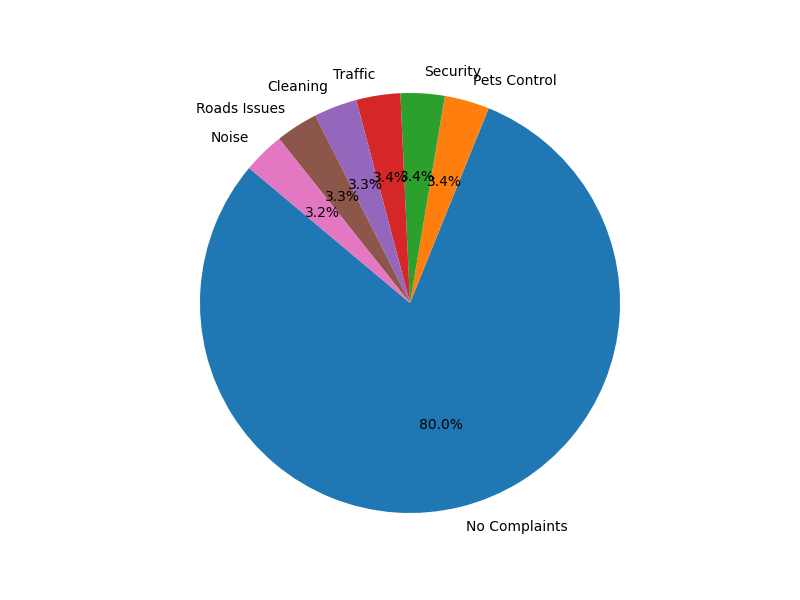 Security
Traffic
Pets Control
Cleaning
Roads Issues
Noise
3.4%
3.4%
3.4%
3.3%
3.3%
3.2%
80.0%
No Complaints